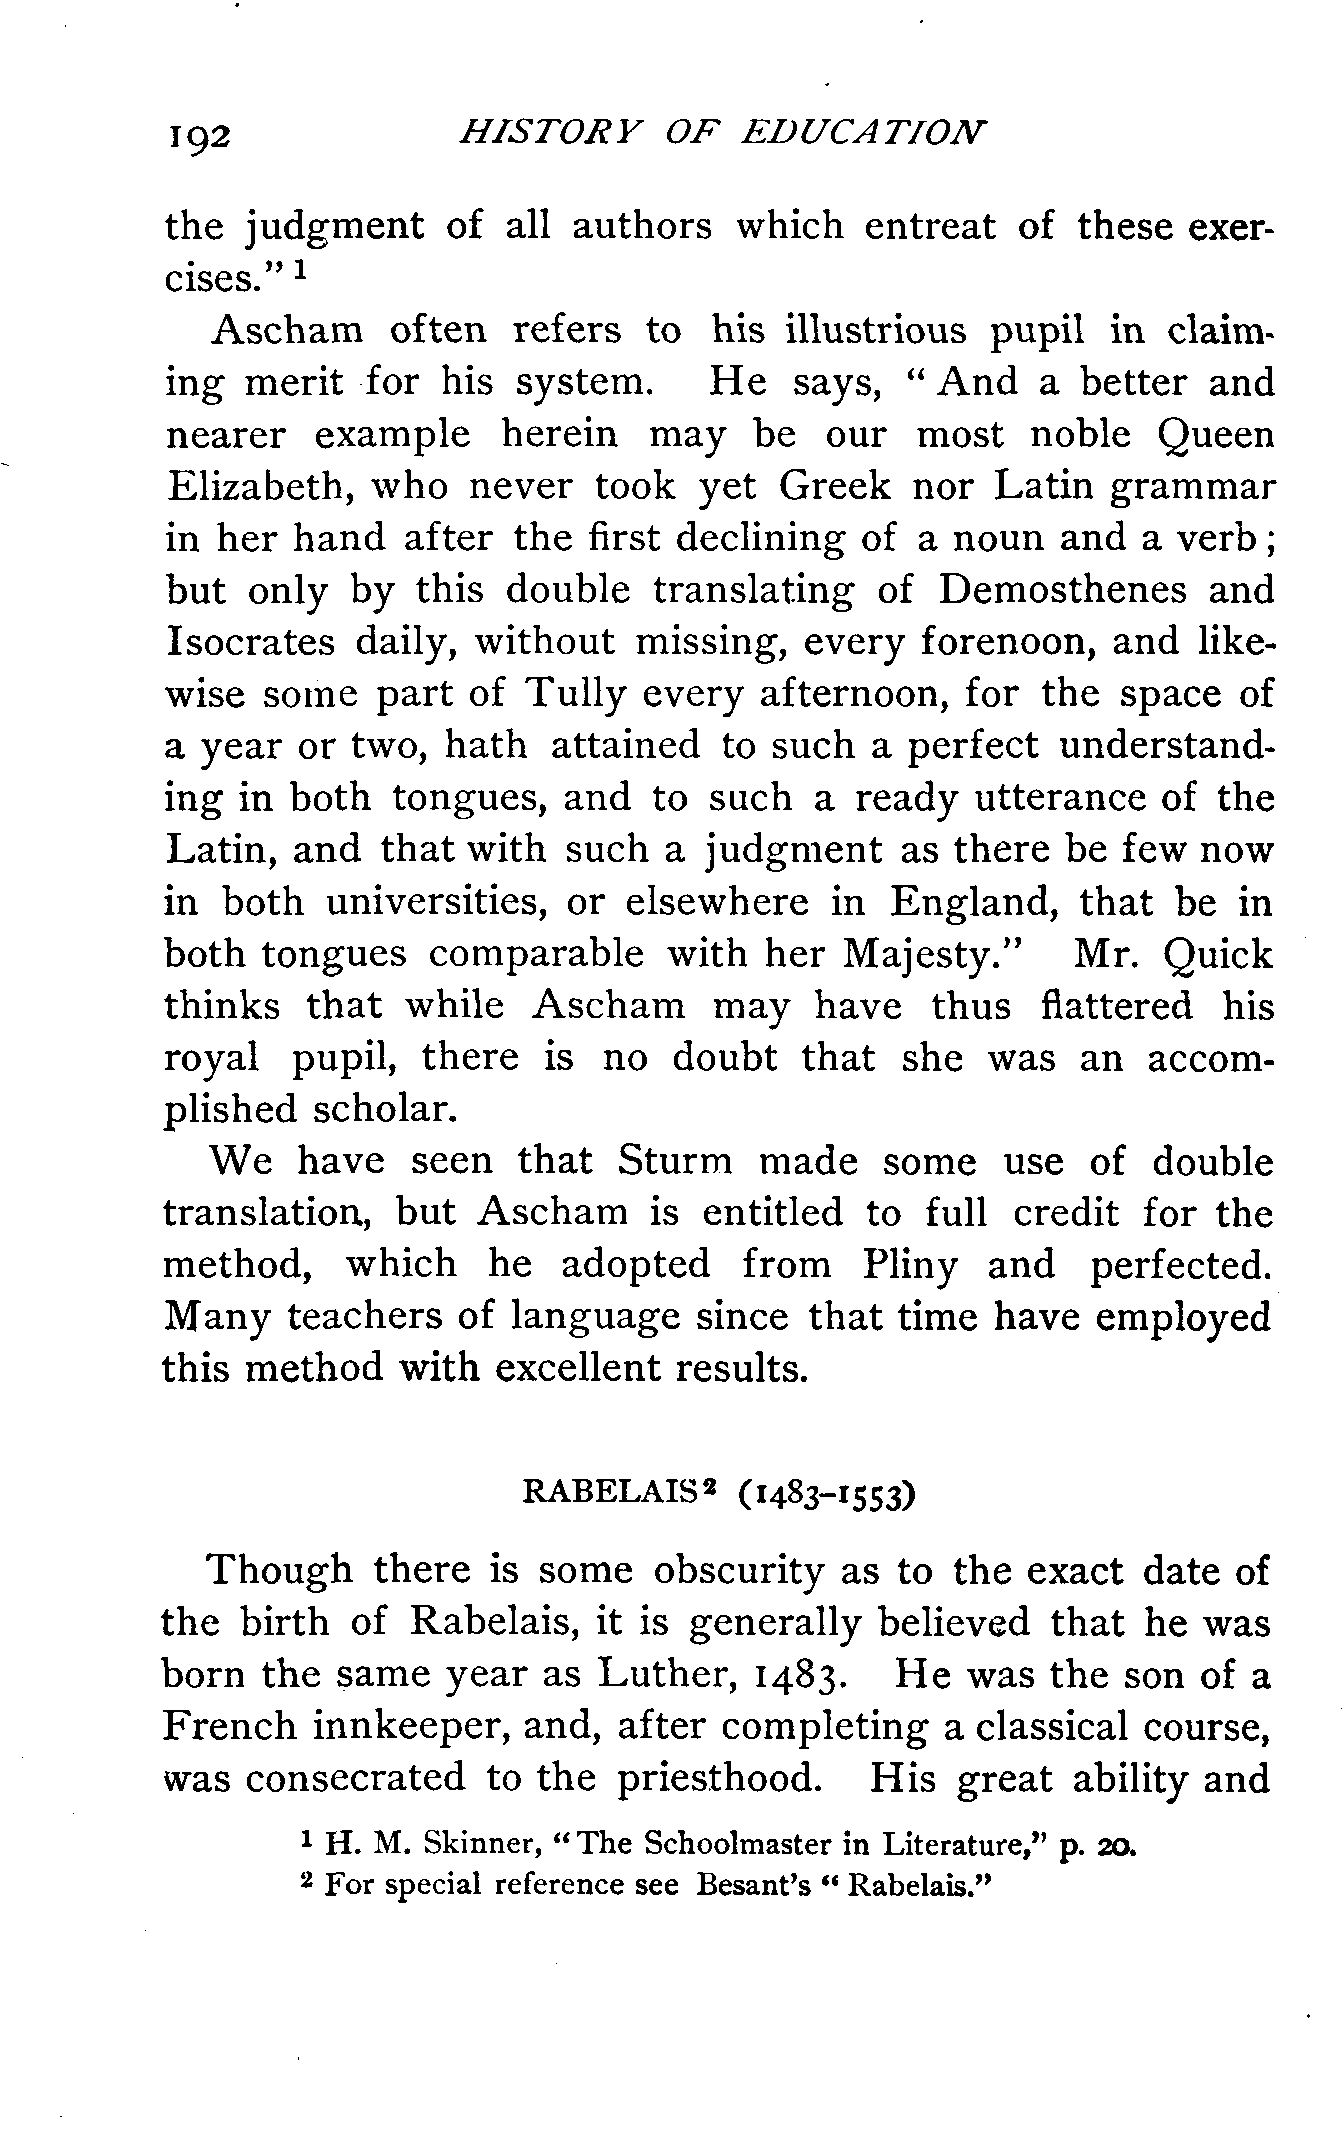 192 HISTORY OF EDUCATION
the judgment of all authors which entreat of these exer-
cises." 1
Ascham often refers to his illustrious pupil in claim-
ing merit for his system. He says, "And a better and
nearer example herein may be our most noble Queen
Elizabeth, who never took yet Greek nor Latin grammar
in her hand after the first declining of a noun and a verb;
but only by this double translating of Demosthenes and
Isocrates daily, without missing, every forenoon, and like-
wise some part of Tully every afternoon, for the space of
a year or two, hath attained to such a perfect understand-
ing in both tongues, and to such a ready utterance of the
Latin, and that with such a judgment as there be few now
in both universities, or elsewhere in England, that be in
both tongues comparable with her Majesty." Mr. Quick
thinks that while Ascham may have thus flattered his
royal pupil, there is no doubt that she was an accom-
plished scholar.
We have seen that Sturm made some use of double
translation, but Ascham is entitled to full credit for the
method, which he adopted from Pliny and perfected.
Many teachers of language since that time have employed
this method with excellent results.
RABELAIS 2 (1483–1553)
Though there is some obscurity as to the exact date of
the birth of Rabelais, it is generally believed that he was
born the same year as Luther, 1483. He was the son of a
French innkeeper, and, after completing a classical course,
was consecrated to the priesthood. His great ability and
1 H. M. Skinner, "The Schoolmaster in Literature," p. 20.
2 For special reference see Besant's "Rabelais."